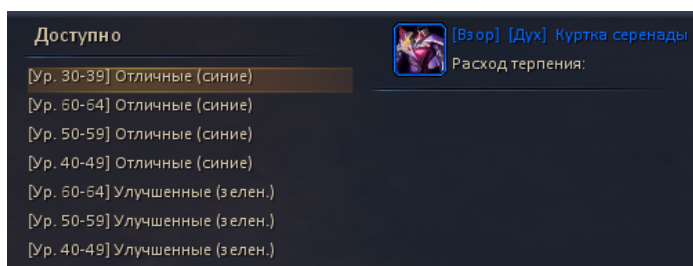 Доступно
[Ур. 30-39] Отличные (синие)
[Ур. 60-64] Отличные (синие)
[Ур. 50-59] Отличные (синие)
[Ур. 40-49] Отличные (синие)
[Ур. 60-64] Улучшенные (зелен.)
[Ур. 50-59] Улучшенные (зелен.)
[Ур. 40-49] Улучшенные (зелен.)
[Взор] [Дух] Куртка серенады
Расход терпения: